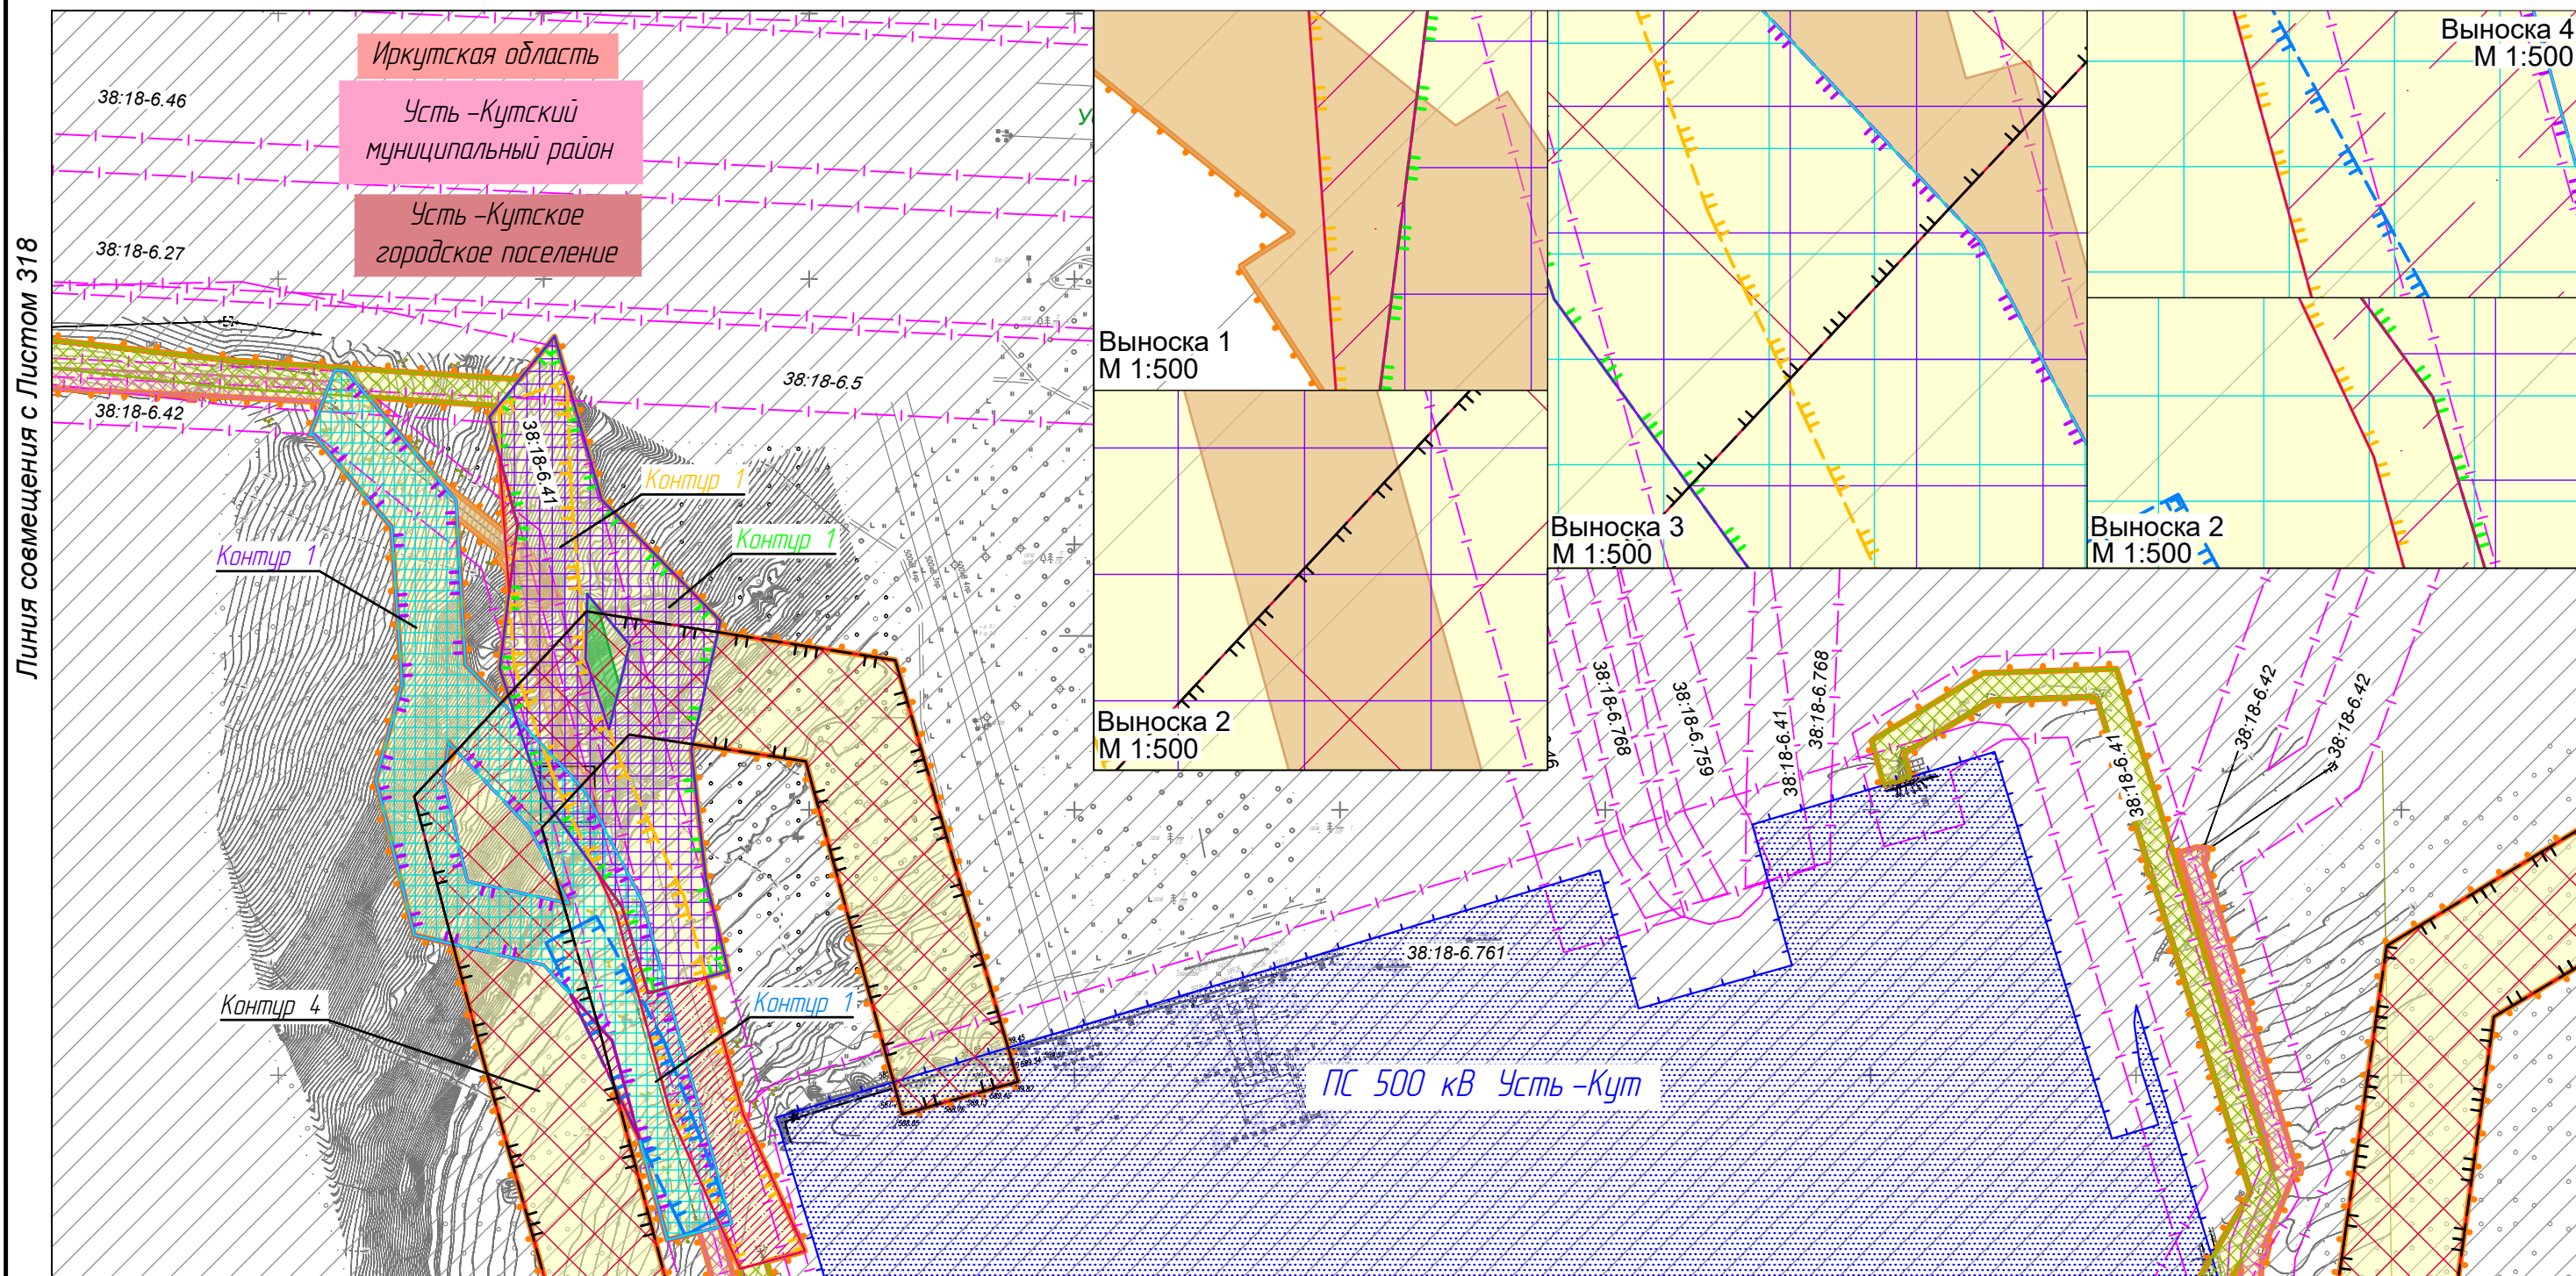 Линия совмещения с Листом 318
Иркутская область
Усть-Кутский
муниципальный район
Усть-Кутское
городское поселение
38:18-6.46
38:18-6.27
38:18-6.42
38:18-6.5
38:18-6.41
Контур 1
Контур 1
Контур 1
Контур 4
Контур 1
Выноска 1
М 1:500
Выноска 2
М 1:500
Выноска 3
М 1:500
Выноска 4
М 1:500
Выноска 2
М 1:500
38:18-6.768
38:18-6.759
38:18-6.41
38:18-6.768
38:18-6.41
38:18-6.42
38:18-6.42
38:18-6.761
ПС 500 кВ Усть-Кут